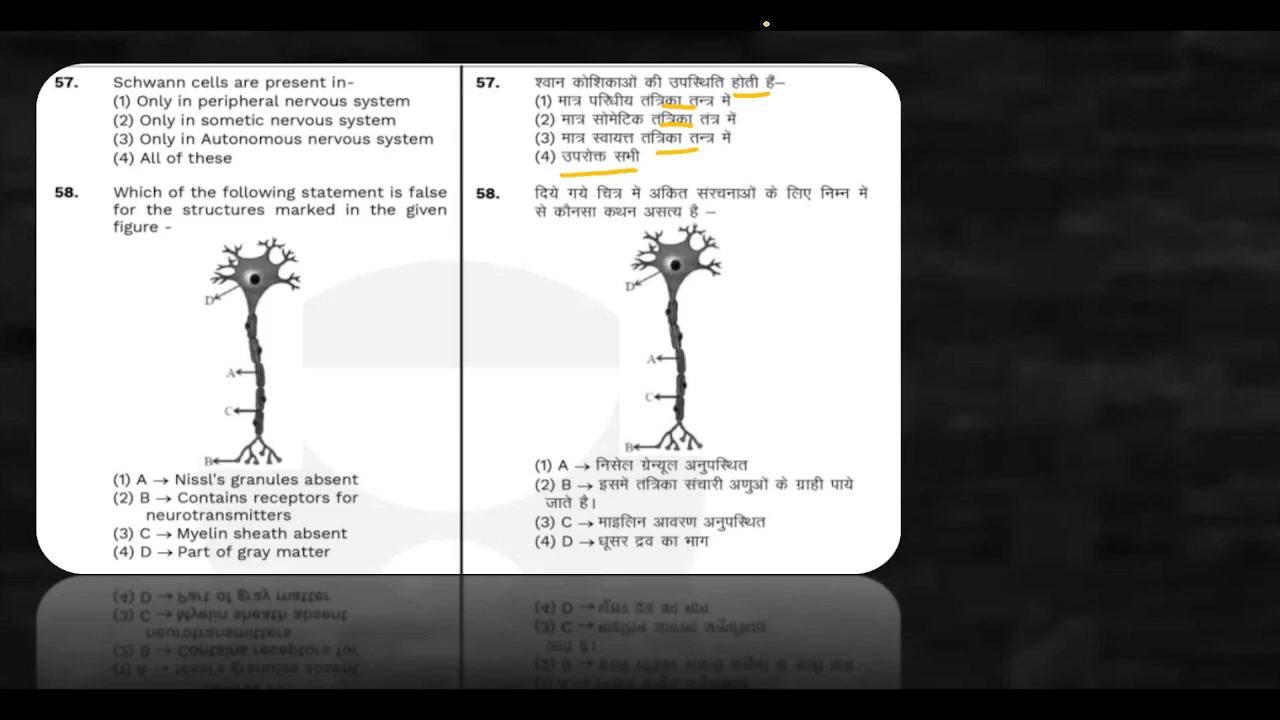 57. Schwann cells are present in-
(1) Only in peripheral nervous system
(2) Only in sometic nervous system
(3) Only in Autonomous nervous system
(4) All of these
58. Which of the following statement is false
for the structures marked in the given
figure -
D
A
C
B
(1) A → Nissl's granules absent
(2) B → Contains receptors for
neurotransmitters
(3) C → Myelin sheath absent
(4) D → Part of gray matter
57. श्वान कोशिकाओं की उपस्थिति होती है–
(1) मात्र परिधीय तंत्रिका तन्त्र में
(2) मात्र सोमेटिक तंत्रिका तंत्र में
(3) मात्र स्वायत्त तंत्रिका तन्त्र में
(4) उपरोक्त सभी
58. दिये गये चित्र में अंकित संरचनाओं के लिए निम्न में
से कौनसा कथन असत्य है –
D
A
C
B
(1) A → निसेल ग्रेन्यूल अनुपस्थित
(2) B → इसमें तंत्रिका संचारी अणुओं के ग्राही पाये
जाते है।
(3) C → माइलिन आवरण अनुपस्थित
(4) D → धूसर द्रव का भाग